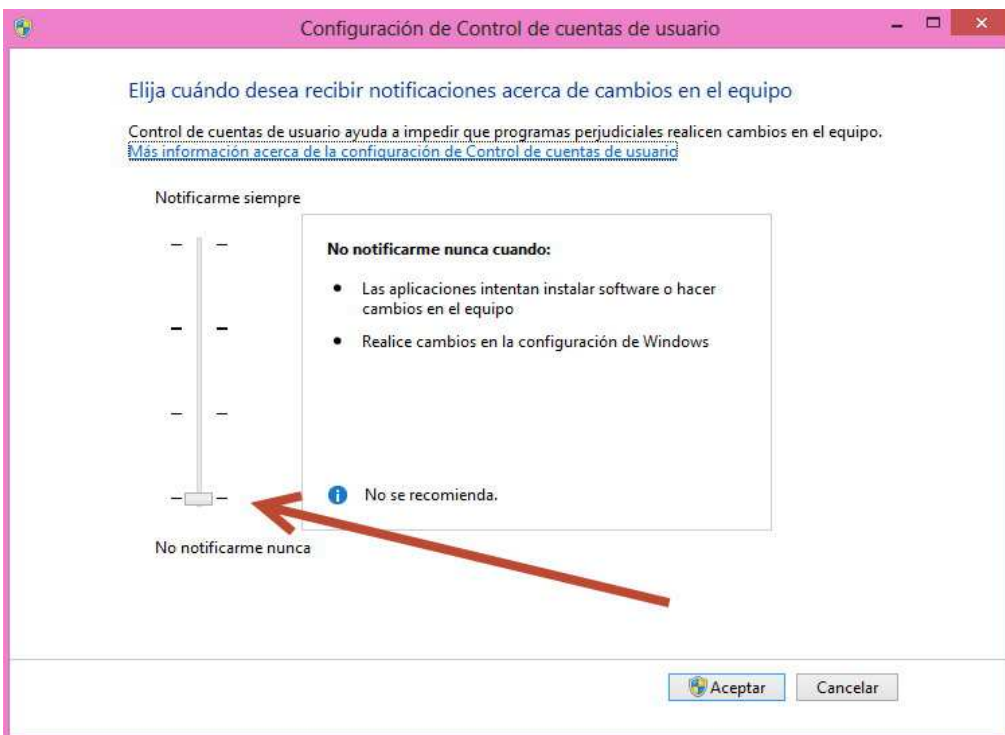 Configuración de Control de cuentas de usuario
Elija cuándo desea recibir notificaciones acerca de cambios en el equipo
Control de cuentas de usuario ayuda a impedir que programas perjudiciales realicen cambios en el equipo.
Más información acerca de la configuración de Control de cuentas de usuario
Notificarme siempre
No notificarme nunca cuando:
Las aplicaciones intentan instalar software o hacer
cambios en el equipo
Realice cambios en la configuración de Windows
No se recomienda.
No notificarme nunca
Aceptar
Cancelar